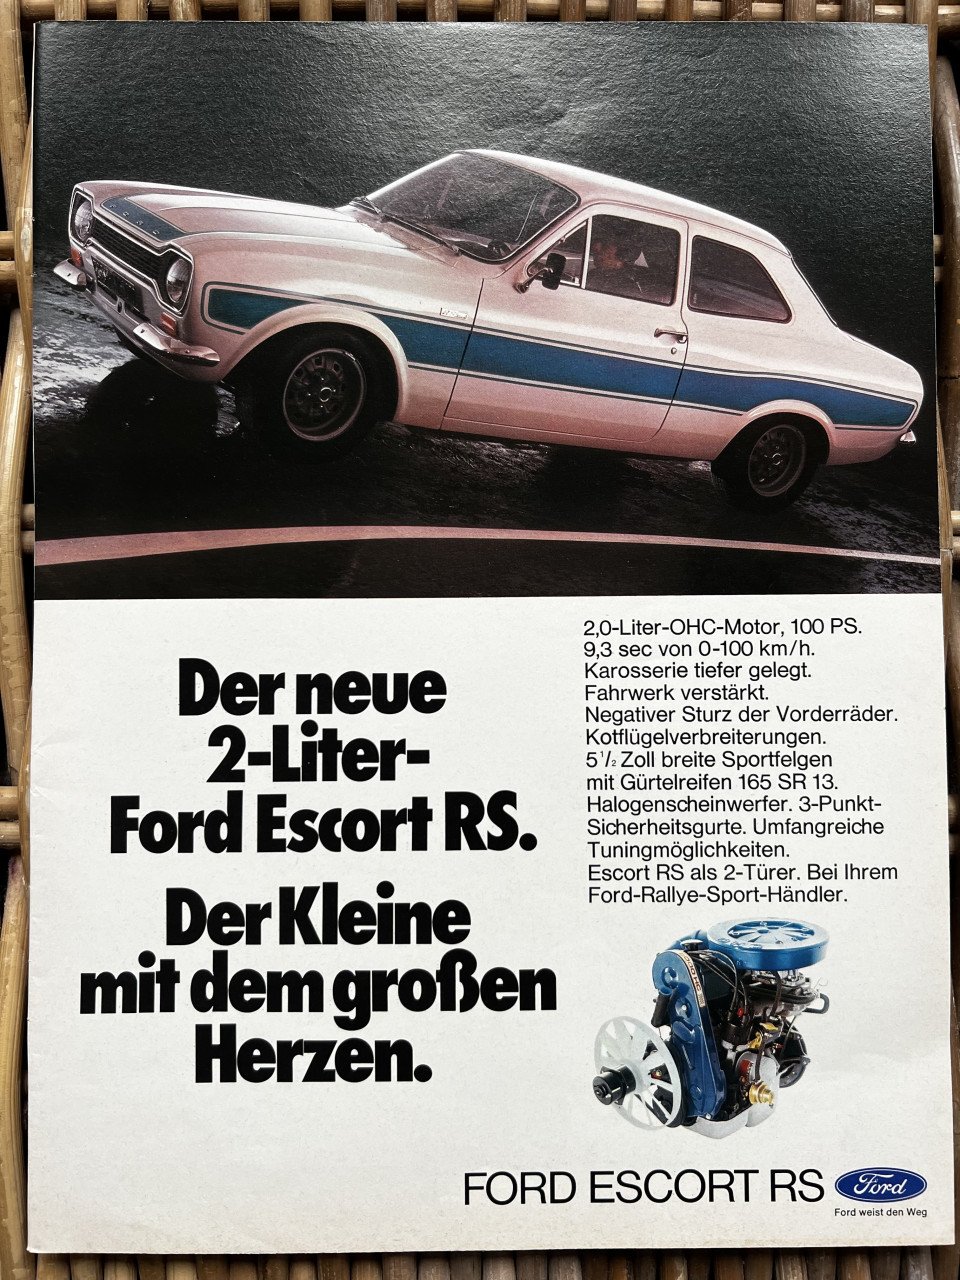 FORD
Der neue
2-Liter-
Ford Escort RS.
Der Kleine
mit dem großen
Herzen.
2,0-Liter-OHC-Motor, 100 PS.
9,3 sec von 0-100 km/h.
Karosserie tiefer gelegt.
Fahrwerk verstärkt.
Negativer Sturz der Vorderräder.
Kotflügelverbreiterungen.
5 1/2 Zoll breite Sportfelgen
mit Gürtelreifen 165 SR 13.
Halogenscheinwerfer. 3-Punkt-
Sicherheitsgurte. Umfangreiche
Tuningmöglichkeiten.
Escort RS als 2-Türer. Bei Ihrem
Ford-Rallye-Sport-Händler.
FORD ESCORT RS
Ford
Ford weist den Weg